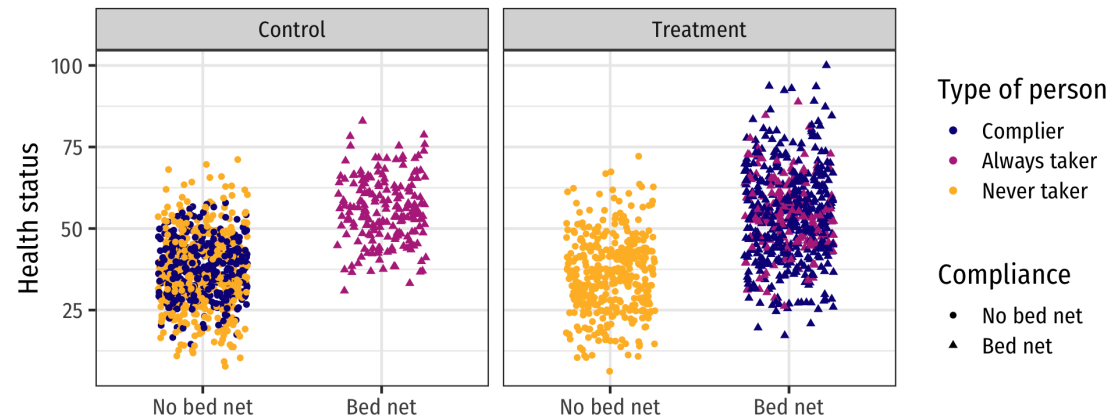 Control
Treatment
Health status
100
75
50
25
No bed net
Bed net
No bed net
Bed net
Type of person
Complier
Always taker
Never taker
Compliance
No bed net
Bed net